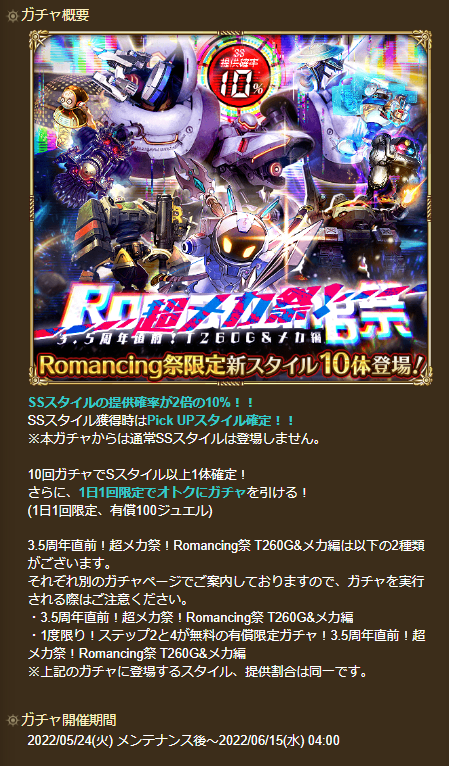 ガチャ概要
SS
提供確率
10%
Ro
超メカ祭!
祭
3.5周年直前!T260G&メカ編
Romancing祭限定新スタイル10体登場!
SSスタイルの提供確率が2倍の10%!!
SSスタイル獲得時はPick UPスタイル確定!!
※本ガチャからは通常SSスタイルは登場しません。
10回ガチャでSスタイル以上1体確定!
さらに、1日1回限定でオトクにガチャを引ける!
(1日1回限定、有償100ジュエル)
3.5周年直前!超メカ祭!Romancing祭 T260G&メカ編は以下の2種類
がございます。
それぞれ別のガチャページでご案内しておりますので、ガチャを実行
される際はご注意ください。
・3.5周年直前!超メカ祭!Romancing祭 T260G&メカ編
・1度限り!ステップ2と4が無料の有償限定ガチャ!3.5周年直前!超
メカ祭!Romancing祭 T260G&メカ編
※上記のガチャに登場するスタイル、提供割合は同一です。
ガチャ開催期間
2022/05/24(火) メンテナンス後～2022/06/15(水) 04:00